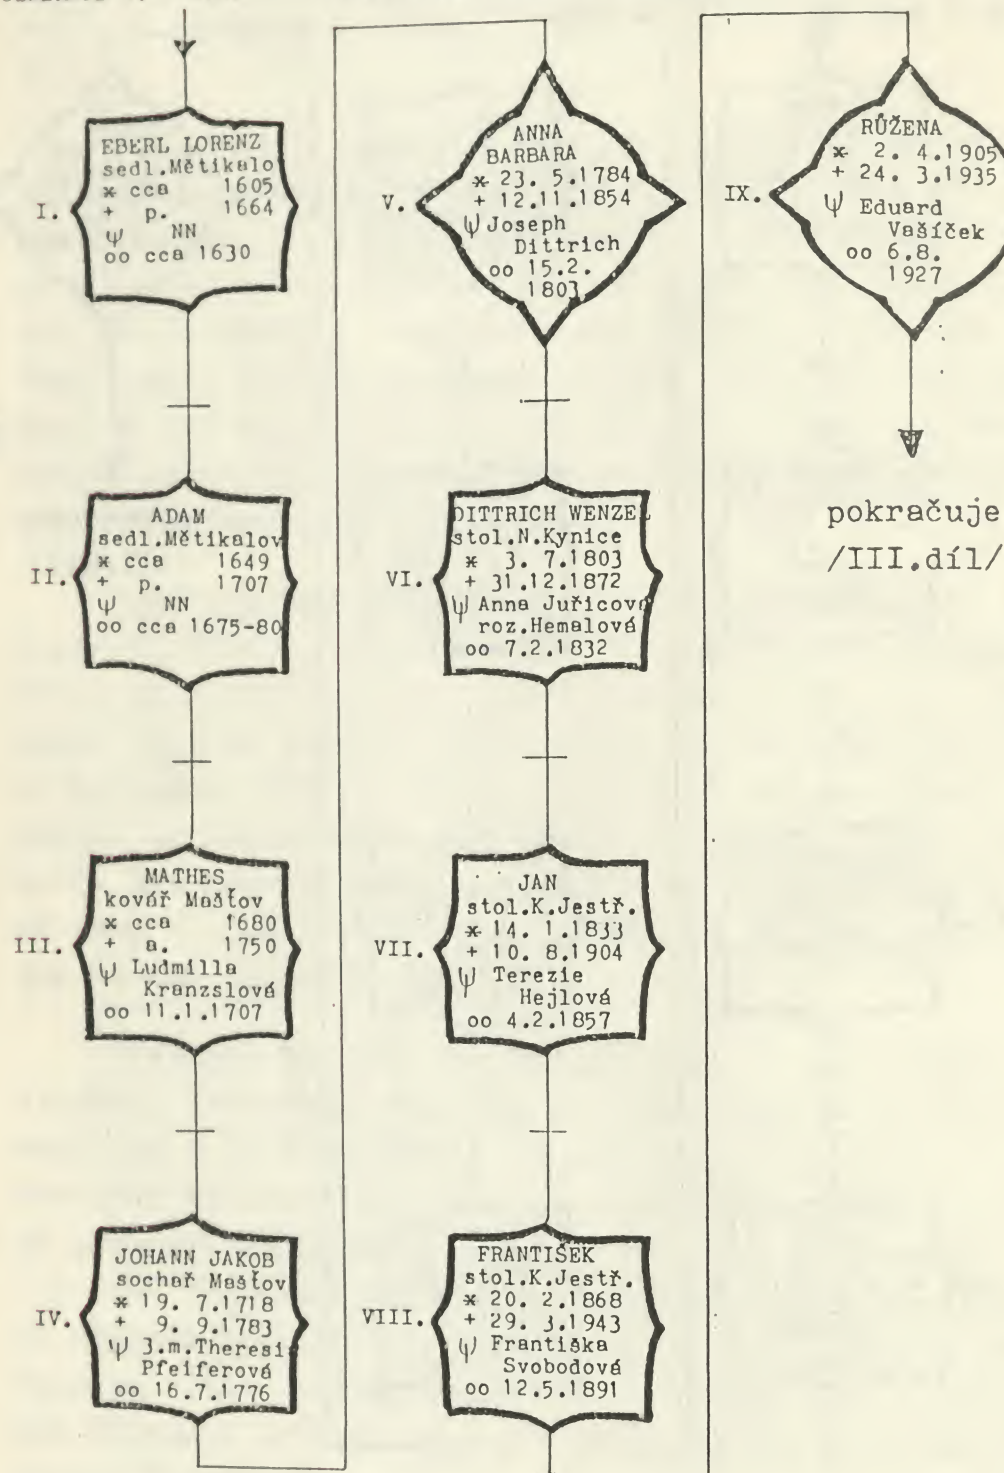 I.
EBERL LORENZ
sedl.Mětikalo
* cca 1605
+ p. 1664
Ψ NN
oo cca 1630
II.
ADAM
sedl.Mětikalov
* cca 1649
+ p. 1707
Ψ NN
oo cca 1675-80
III.
MATHES
kovář Mašťov
* cca 1680
+ a. 1750
Ψ Ludmilla
Kranzslová
oo 11.1.1707
IV.
JOHANN JAKOB
sochař Mašťov
* 19. 7.1718
+ 9. 9.1783
Ψ 3.m.Theresi
Pfeiferová
oo 16.7.1776
V.
ANNA
BARBARA
* 23. 5.1784
+ 12.11.1854
Ψ Joseph
Dittrich
oo 15.2.
1803
VI.
DITTRICH WENZEL
stol.N.Kynice
* 3. 7.1803
+ 31.12.1872
Ψ Anna Juřicová
roz.Hemalová
oo 7.2.1832
VII.
JAN
stol.K.Jestř.
* 14. 1.1833
+ 10. 8.1904
Ψ Terezie
Hejlová
oo 4.2.1857
VIII.
FRANTIŠEK
stol.K.Jestř.
* 20. 2.1868
+ 29. 3.1943
Ψ Františka
Svobodová
oo 12.5.1891
IX.
RŮŽENA
* 2. 4.1905
+ 24. 3.1935
Ψ Eduard
Vašíček
oo 6.8.
1927
pokračuje
/III.díl/